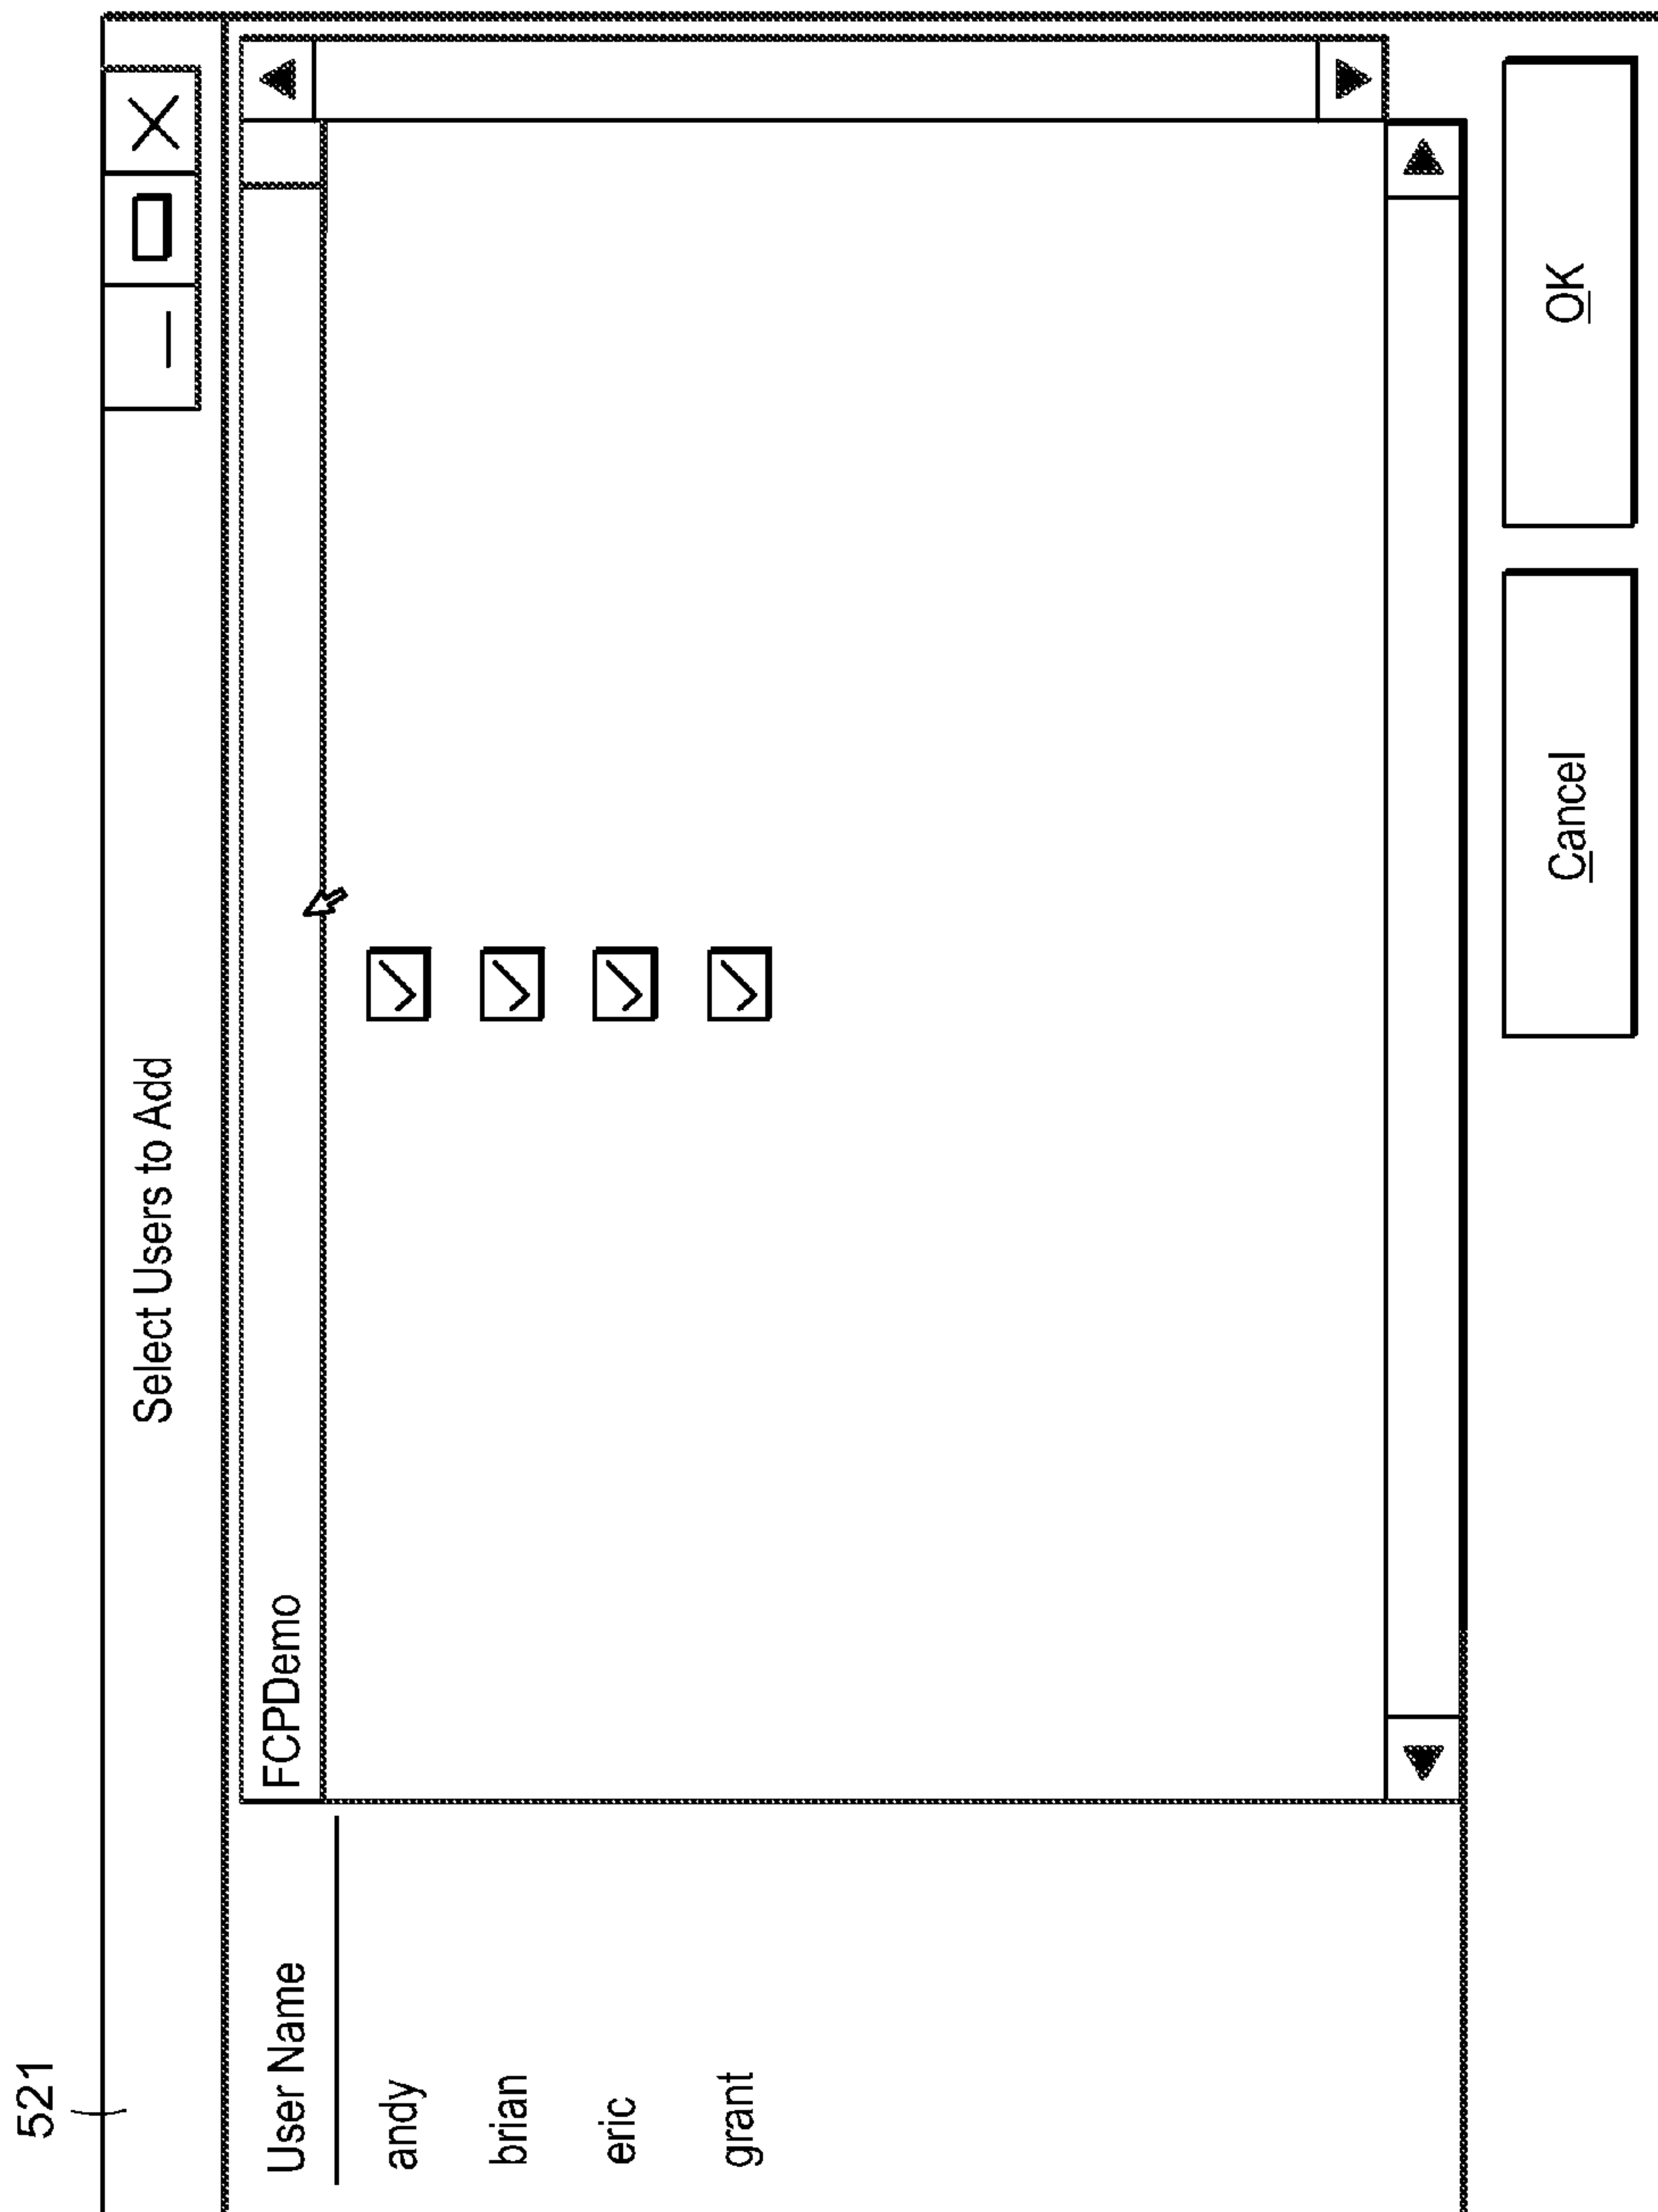 521
Select Users to Add
User Name FCPDemo
andy
brian
eric
grant
Cancel OK